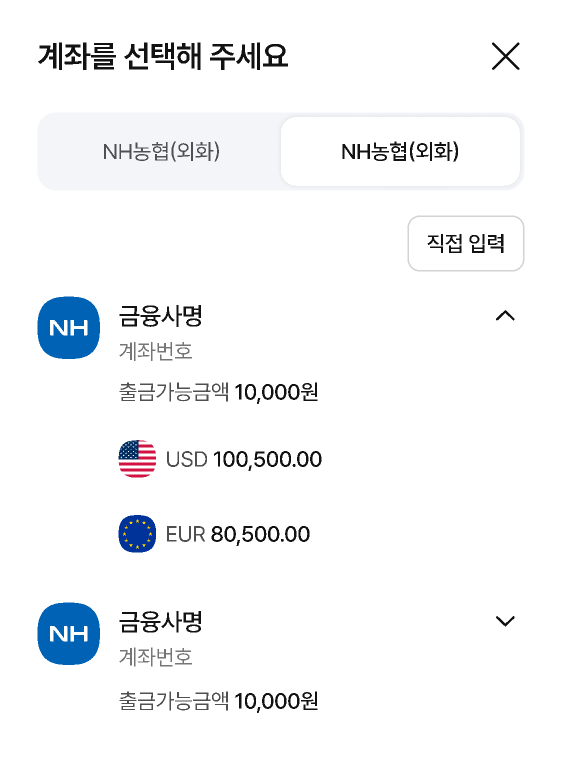 계좌를 선택해 주세요
NH농협(외화) NH농협(외화)
직접 입력
NH 금융사명
계좌번호
출금가능금액 10,000원
USD 100,500.00
EUR 80,500.00
NH 금융사명
계좌번호
출금가능금액 10,000원